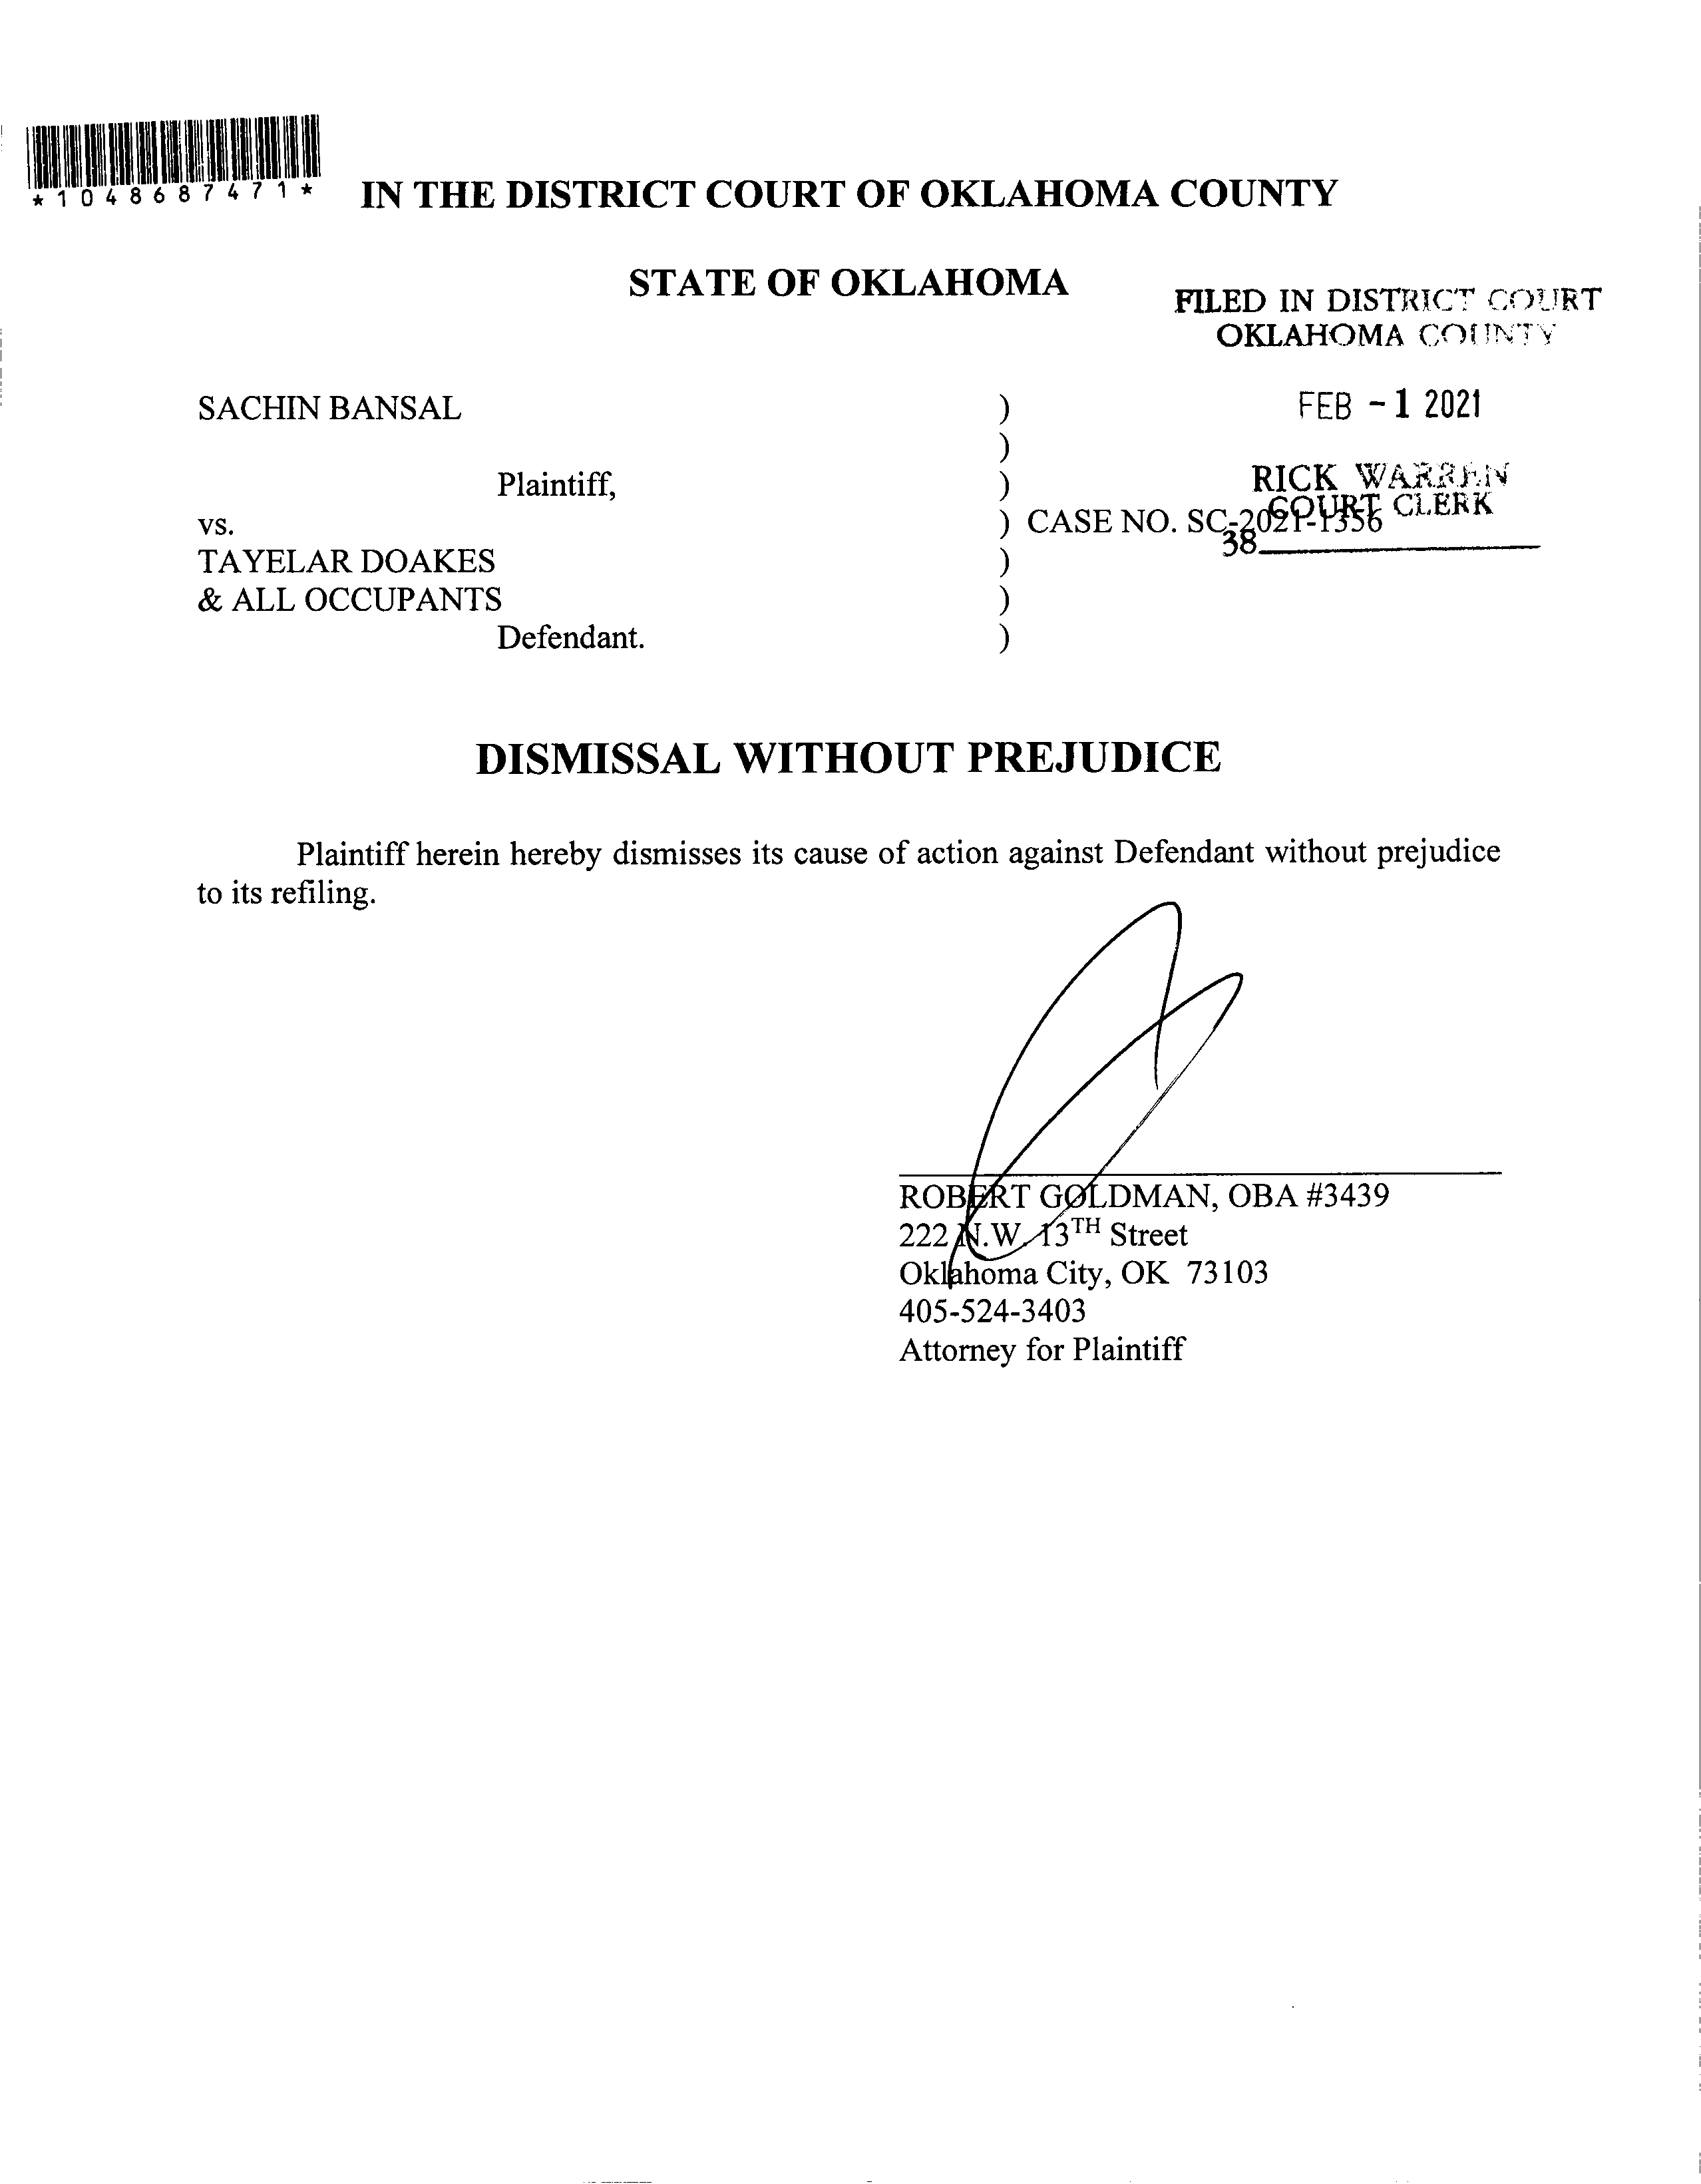 *1048687471*
IN THE DISTRICT COURT OF OKLAHOMA COUNTY
STATE OF OKLAHOMA
FILED IN DISTRICT COURT
OKLAHOMA COUNTY
FEB -1 2021
RICK WARREN
COURT CLERK
38
SACHIN BANSAL )
)
Plaintiff, )
vs. ) CASE NO. SC-2021-1356
TAYELAR DOAKES )
& ALL OCCUPANTS )
Defendant. )
DISMISSAL WITHOUT PREJUDICE
Plaintiff herein hereby dismisses its cause of action against Defendant without prejudice
to its refiling.
ROBERT GOLDMAN, OBA #3439
222 N.W. 13TH Street
Oklahoma City, OK 73103
405-524-3403
Attorney for Plaintiff